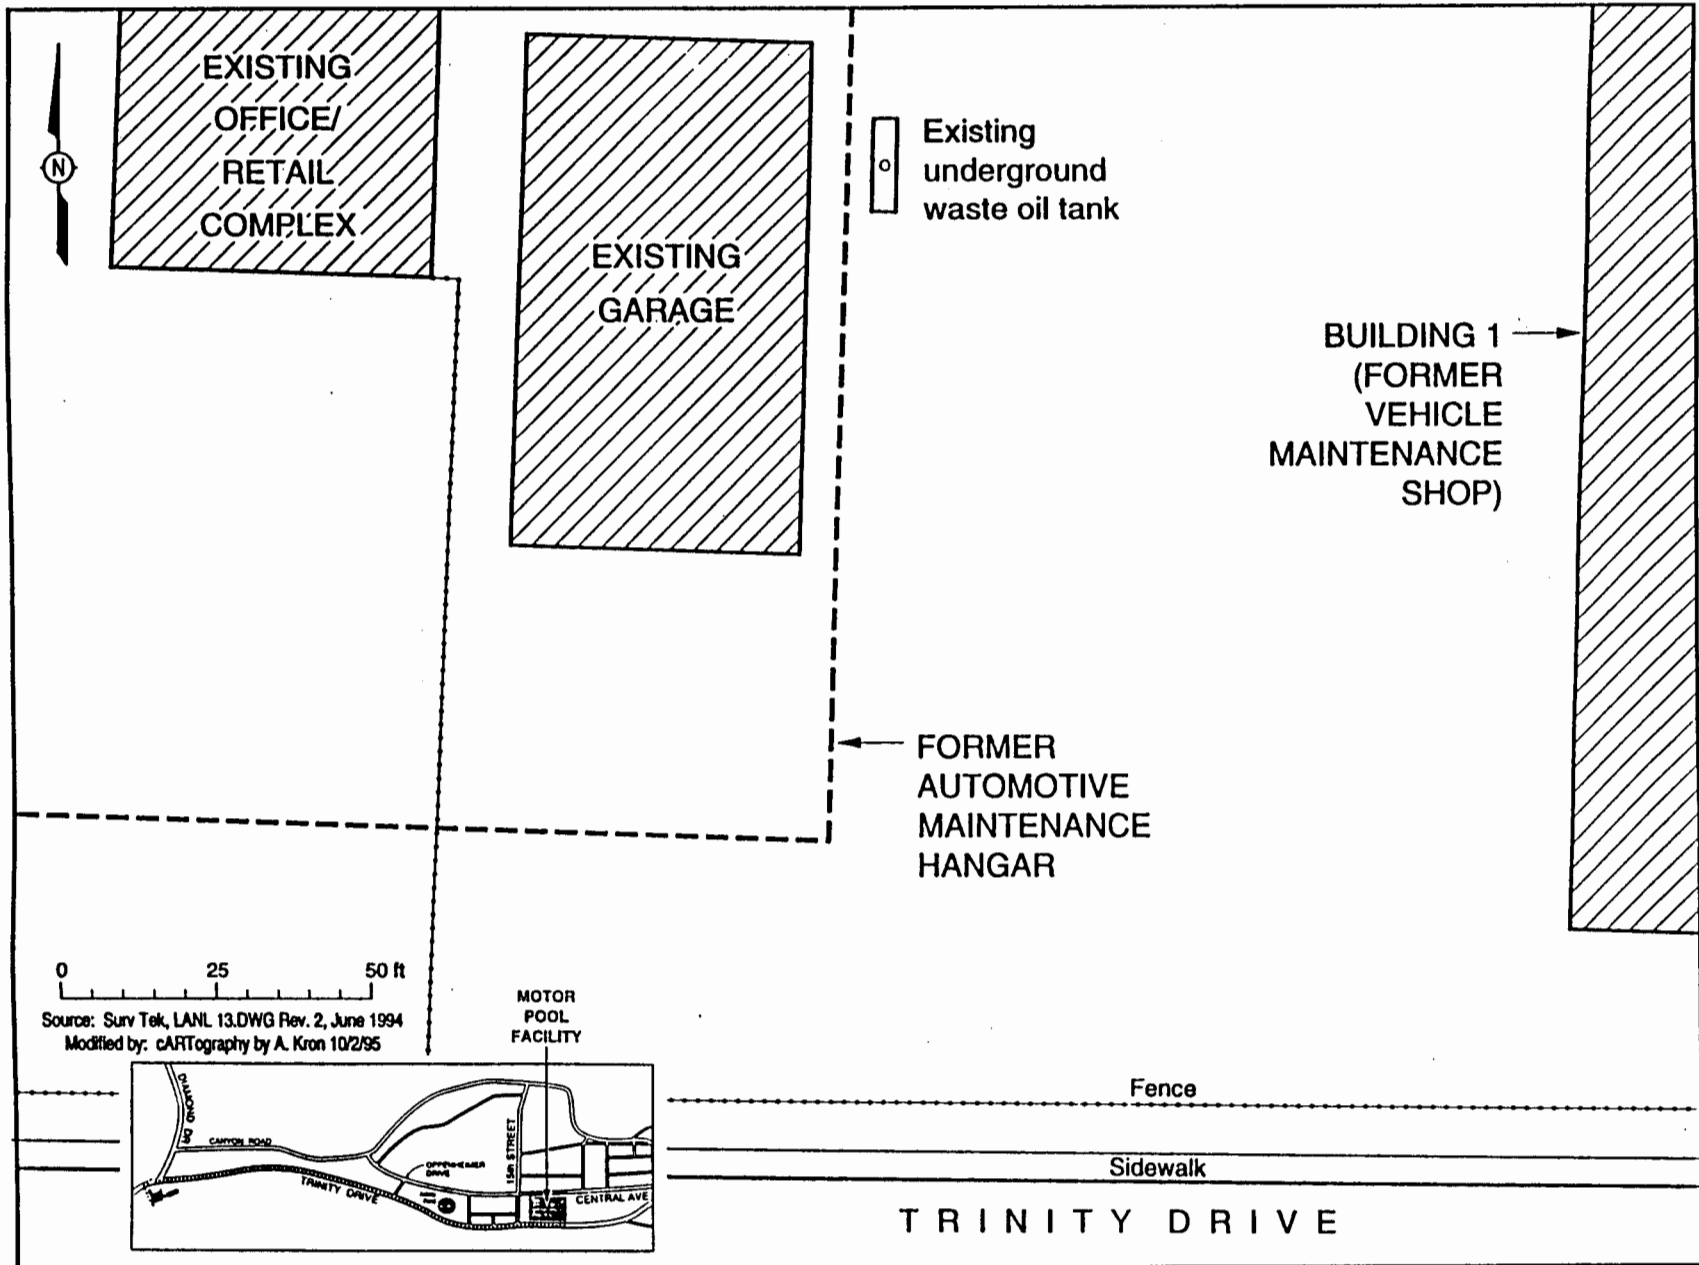 EXISTING
OFFICE/
RETAIL
COMPLEX
N
EXISTING
GARAGE
Existing
underground
waste oil tank
BUILDING 1
(FORMER
VEHICLE
MAINTENANCE
SHOP)
FORMER
AUTOMOTIVE
MAINTENANCE
HANGAR
0 25 50 ft
Source: Surv Tek, LANL 13.DWG Rev. 2, June 1994
Modified by: cARTography by A. Kron 10/2/95
MOTOR
POOL
FACILITY
DIAMOND DR
CANYON ROAD
OPPENHEIMER
DRIVE
15th STREET
TRINITY DRIVE
CENTRAL AVE
Fence
Sidewalk
TRINITY DRIVE